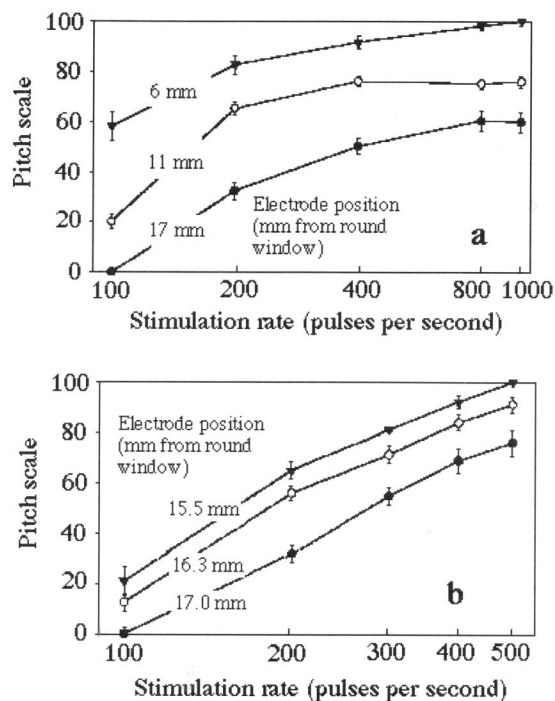 100
80
60
40
20
0
Pitch scale
6 mm
11 mm
17 mm
Electrode position
(mm from round
window)
a
100 200 400 800 1000
Stimulation rate (pulses per second)
100
80
60
40
20
0
Pitch scale
Electrode position
(mm from round
window)
15.5 mm
16.3 mm
17.0 mm
b
100 200 300 400 500
Stimulation rate (pulses per second)